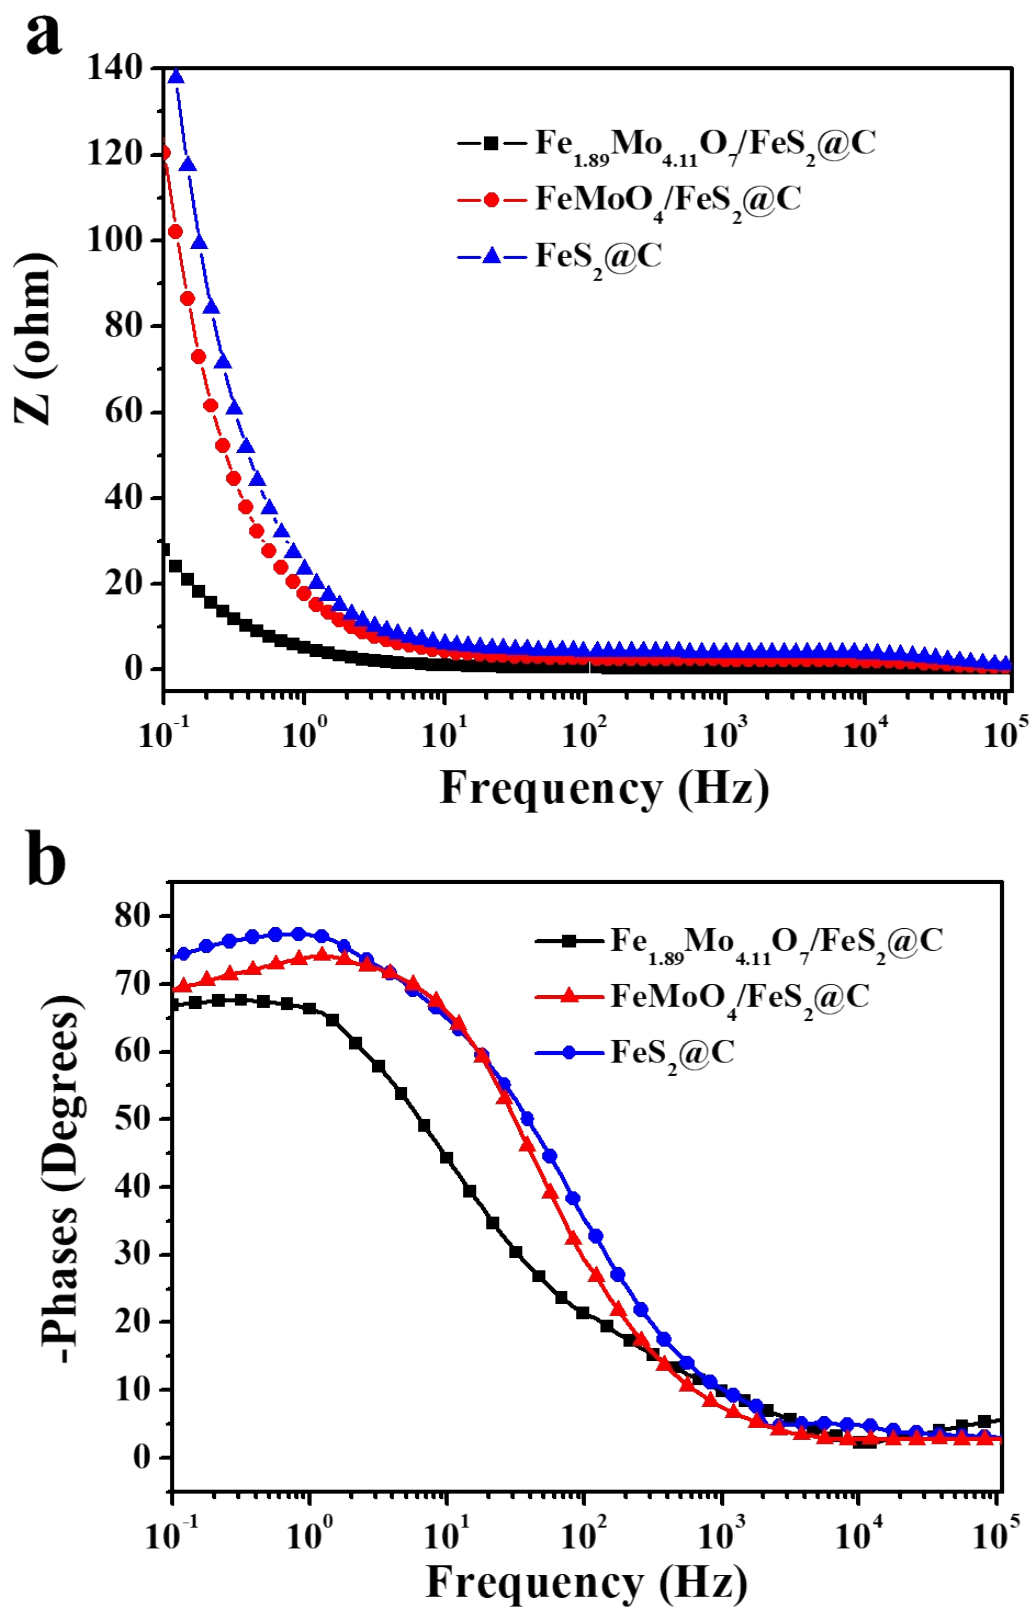 a
140
120
100
80
60
40
20
0
Z (ohm)
Fe1.89Mo4.11O7/FeS2@C
FeMoO4/FeS2@C
FeS2@C
10-1 100 101 102 103 104 105
Frequency (Hz)
b
80
70
60
50
40
30
20
10
0
-Phases (Degrees)
Fe1.89Mo4.11O7/FeS2@C
FeMoO4/FeS2@C
FeS2@C
10-1 100 101 102 103 104 105
Frequency (Hz)